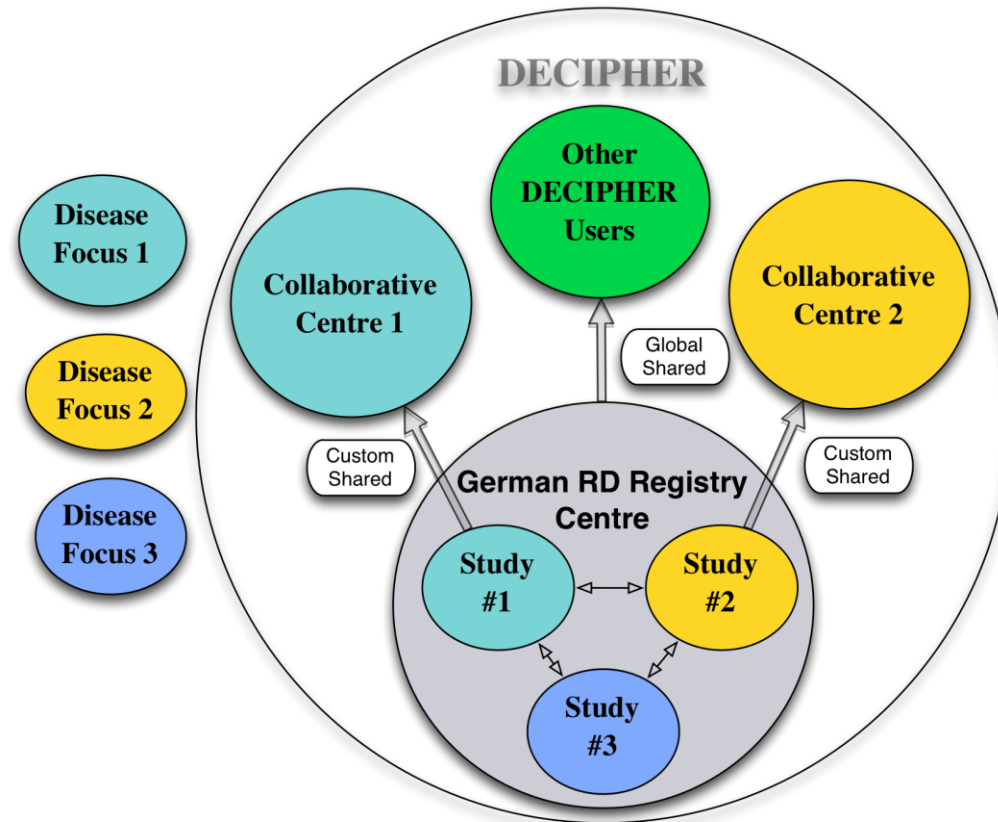 DECIPHER
Other
DECIPHER
Users
Disease
Focus 1
Collaborative
Centre 1
Collaborative
Centre 2
Global
Shared
Disease
Focus 2
Custom
Shared
Custom
Shared
German RD Registry
Centre
Disease
Focus 3
Study
#1
Study
#2
Study
#3